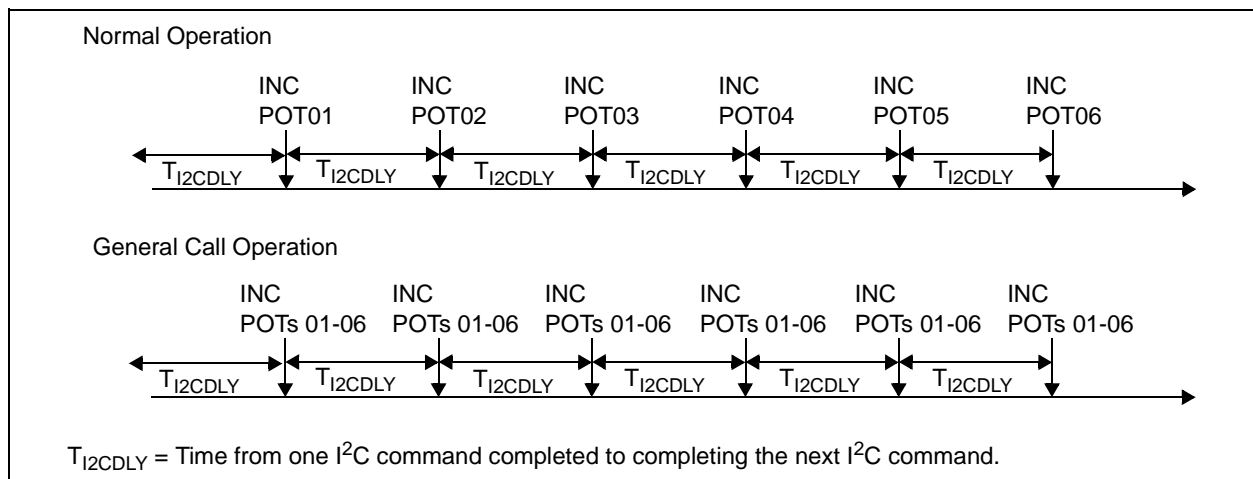 Normal Operation
INC INC INC INC INC INC
POT01 POT02 POT03 POT04 POT05 POT06
TI2CDLY TI2CDLY TI2CDLY TI2CDLY TI2CDLY TI2CDLY
General Call Operation
INC INC INC INC INC INC
POTs 01-06 POTs 01-06 POTs 01-06 POTs 01-06 POTs 01-06 POTs 01-06
TI2CDLY TI2CDLY TI2CDLY TI2CDLY TI2CDLY TI2CDLY
TI2CDLY = Time from one I²C command completed to completing the next I²C command.